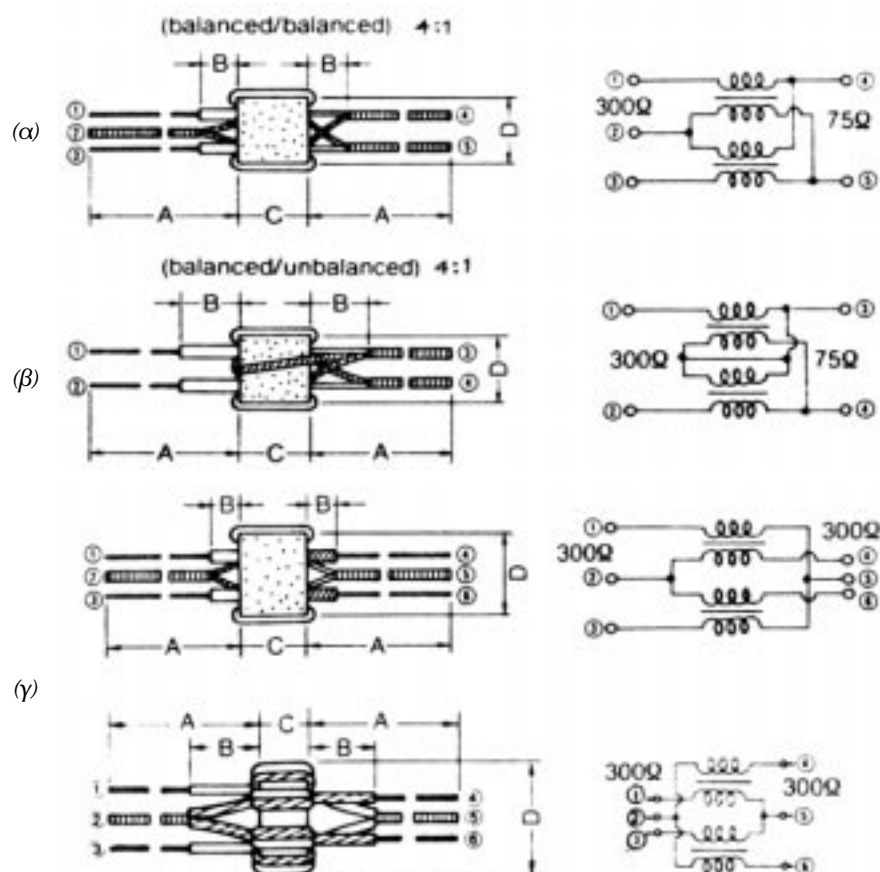 (balanced/balanced) 4:1
B B
① ④
(α) ② D
③ ⑤
A C A
① ④
300Ω 75Ω
②
③ ⑤
(balanced/unbalanced) 4:1
B B
① ③
(β) D
② ④
A C A
① ③
300Ω 75Ω
② ④
B B
① ④
② ⑤ D
③ ⑥
A C A
① 300Ω
300Ω ④
② ⑤
⑥
③
(γ)
A C A
B B
1 4
2 5 D
3 6
300Ω 300Ω
①
② ⑤
③
⑥